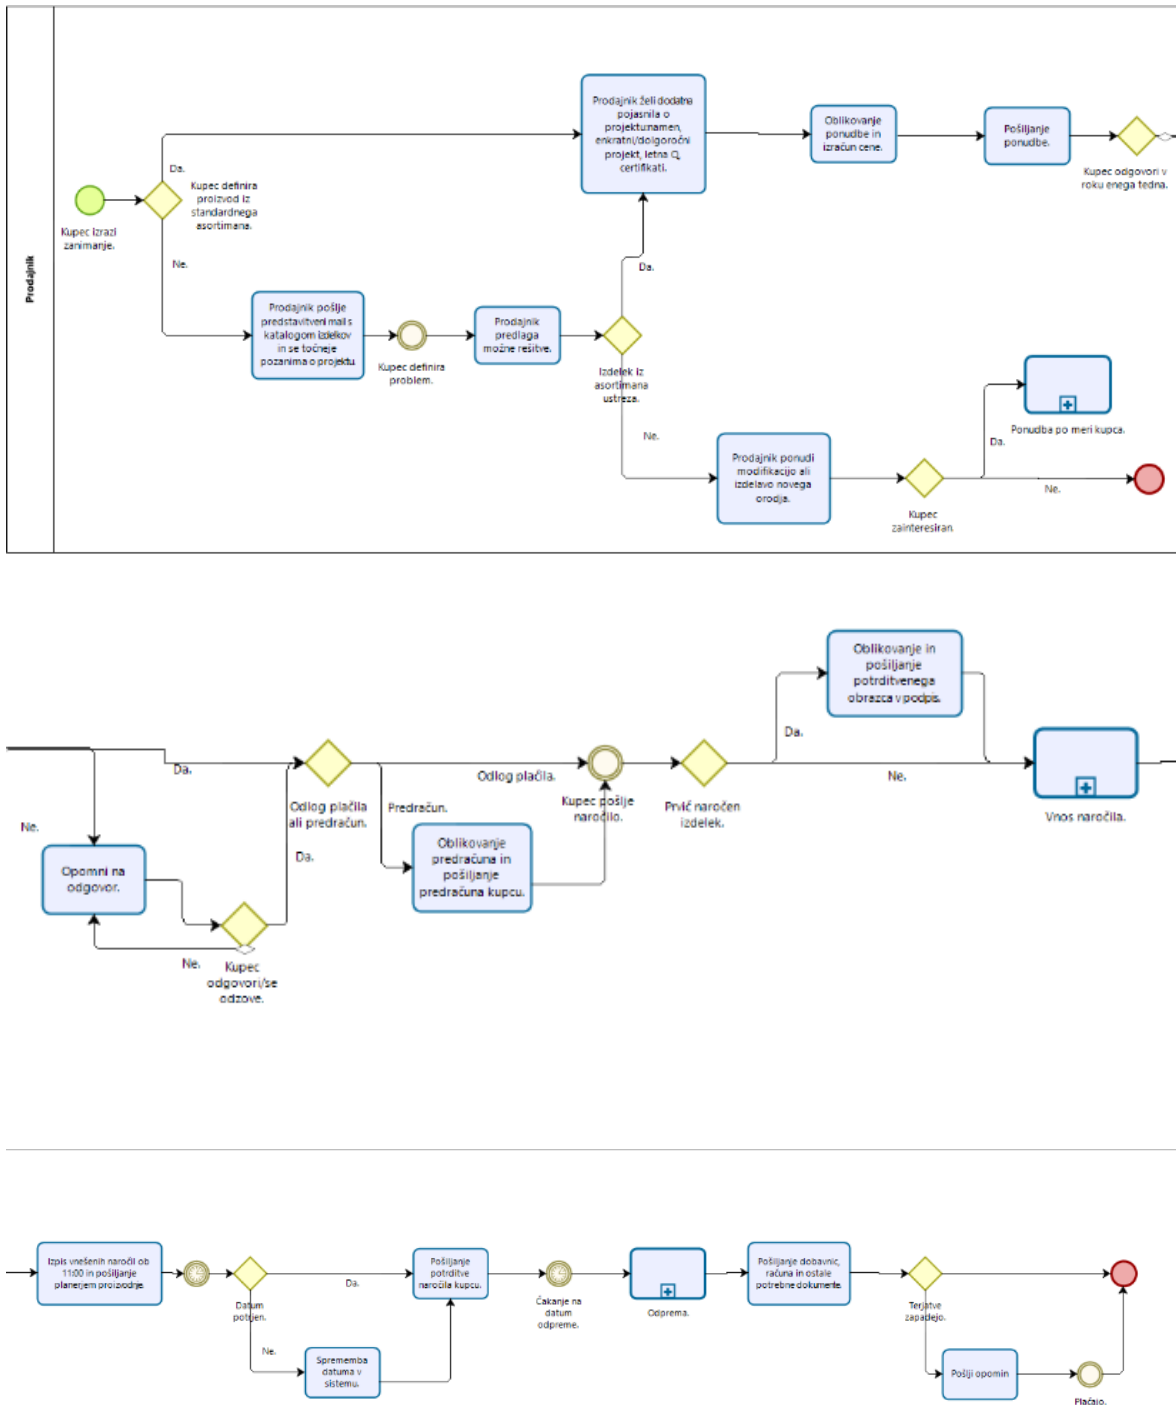 Prodajnik
Kupec izrazi
zanimanje.
Da.
Kupec definira
proizvod iz
standardnega
asortimana.
Ne.
Prodajnik želi dodatna
pojasnila o
projektu:namen,
enkratni/dolgoročni
projekt, letna Q,
certifikati.
Oblikovanje
ponudbe in
izračun cene.
Pošiljanje
ponudbe.
Kupec odgovori v
roku enega tedna.
Prodajnik pošlje
predstavitveni mail s
katalogom izdelkov
in se točneje
pozanima o projektu.
Kupec definira
problem.
Prodajnik
predlaga
možne rešitve.
Da.
Izdelek iz
asortimana
ustreza.
Ne.
Prodajnik ponudi
modifikacijo ali
izdelavo novega
orodja.
Kupec
zainteresiran.
Da.
Ponudba po meri kupca.
Ne.
Da.
Ne.
Opomni na
odgovor.
Ne.
Kupec
odgovori/se
odzove.
Da.
Odlog plačila
ali predračun.
Predračun.
Oblikovanje
predračuna in
pošiljanje
predračuna kupcu.
Odlog plačila.
Kupec pošlje
naročilo.
Prvič naročen
izdelek.
Da.
Oblikovanje in
pošiljanje
potrditvenega
obrazca v podpis.
Ne.
Vnos naročila.
Izpis vnešenih naročil ob
11:00 in pošiljanje
planerjem proizvodnje.
Datum
potrjen.
Da.
Ne.
Sprememba
datuma v
sistemu.
Pošiljanje
potrditve
naročila kupcu.
Čakanje na
datum
odpreme.
Odprema.
Pošiljanje dobavnic,
računa in ostale
potrebne dokumente.
Terjatve
zapadejo.
Pošlji opomin
Plačajo.